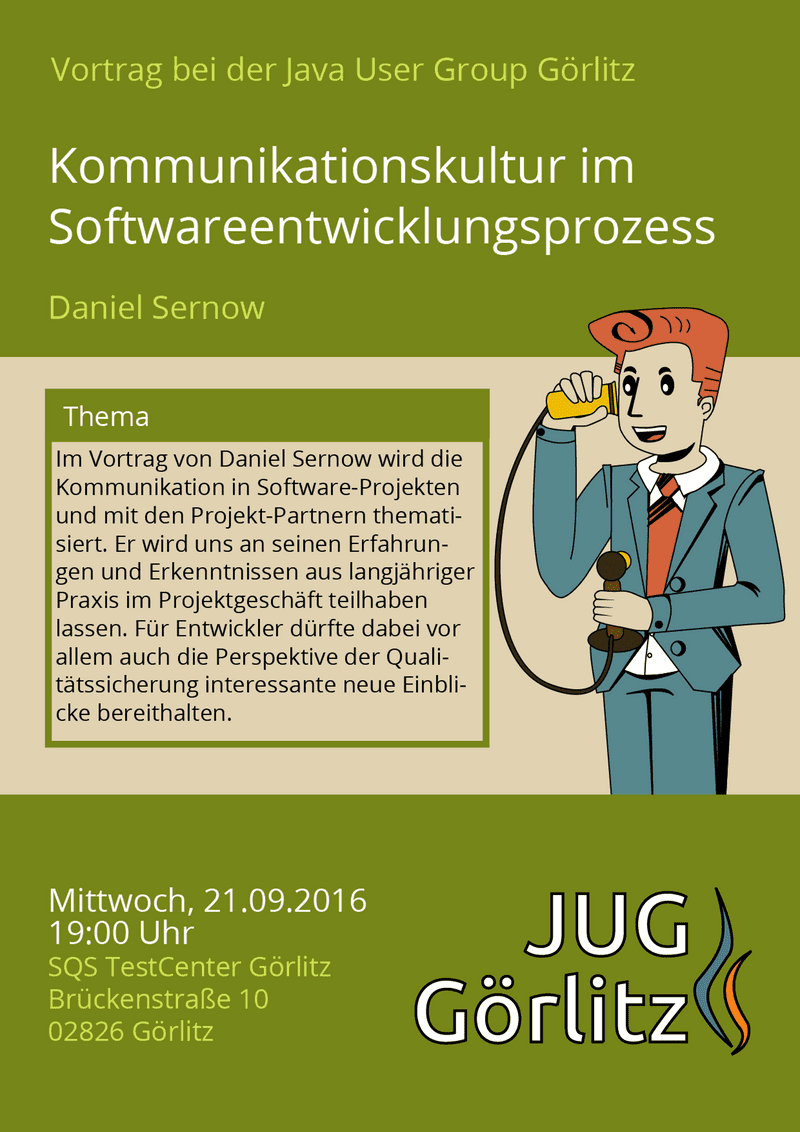 Vortrag bei der Java User Group Görlitz
Kommunikationskultur im
Softwareentwicklungsprozess
Daniel Sernow
Thema
Im Vortrag von Daniel Sernow wird die
Kommunikation in Software-Projekten
und mit den Projekt-Partnern themati-
siert. Er wird uns an seinen Erfahrun-
gen und Erkenntnissen aus langjähriger
Praxis im Projektgeschäft teilhaben
lassen. Für Entwickler dürfte dabei vor
allem auch die Perspektive der Quali-
tätssicherung interessante neue Einbli-
cke bereithalten.
Mittwoch, 21.09.2016
19:00 Uhr
SQS TestCenter Görlitz
Brückenstraße 10
02826 Görlitz
JUG
Görlitz